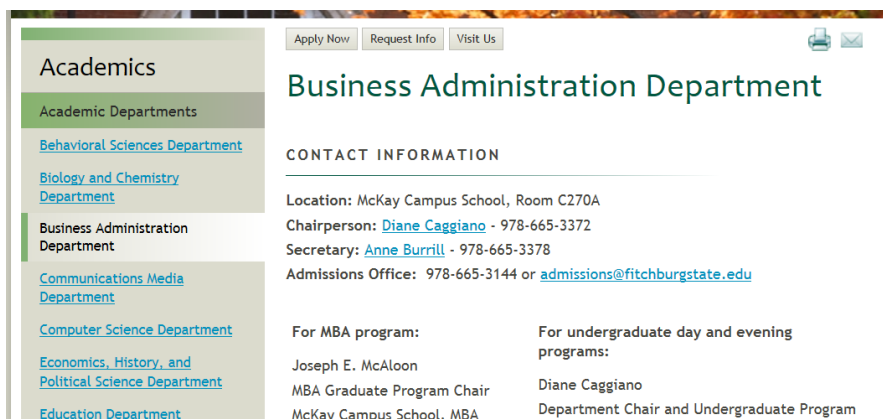 Apply Now Request Info Visit Us
Academics
Academic Departments
Behavioral Sciences Department
Biology and Chemistry
Department
Business Administration
Department
Communications Media
Department
Computer Science Department
Economics, History, and
Political Science Department
Education Department
Business Administration Department
CONTACT INFORMATION
Location: McKay Campus School, Room C270A
Chairperson: Diane Caggiano - 978-665-3372
Secretary: Anne Burrill - 978-665-3378
Admissions Office: 978-665-3144 or admissions@fitchburgstate.edu
For MBA program:
Joseph E. McAloon
MBA Graduate Program Chair
McKay Campus School, MBA
For undergraduate day and evening
programs:
Diane Caggiano
Department Chair and Undergraduate Program